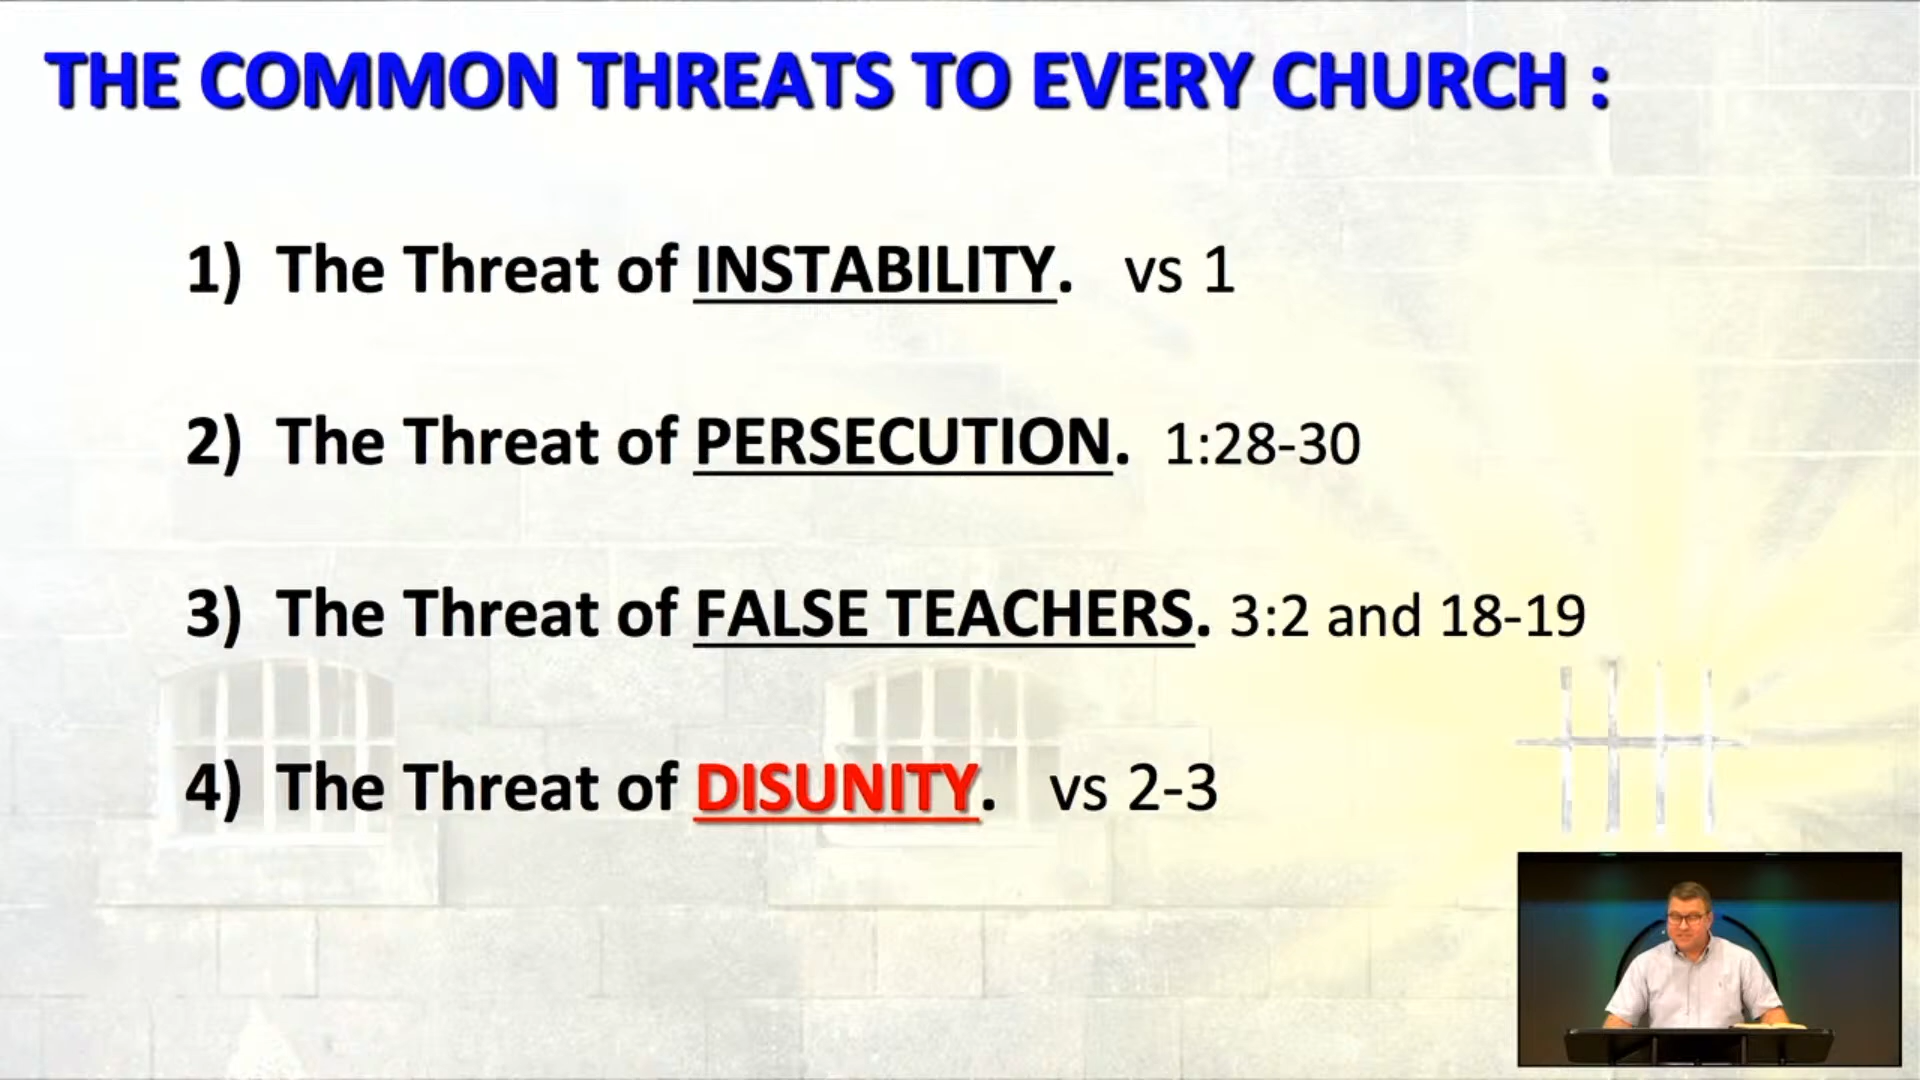 THE COMMON THREATS TO EVERY CHURCH :
1) The Threat of INSTABILITY. vs 1
2) The Threat of PERSECUTION. 1:28-30
3) The Threat of FALSE TEACHERS. 3:2 and 18-19
4) The Threat of DISUNITY. vs 2-3